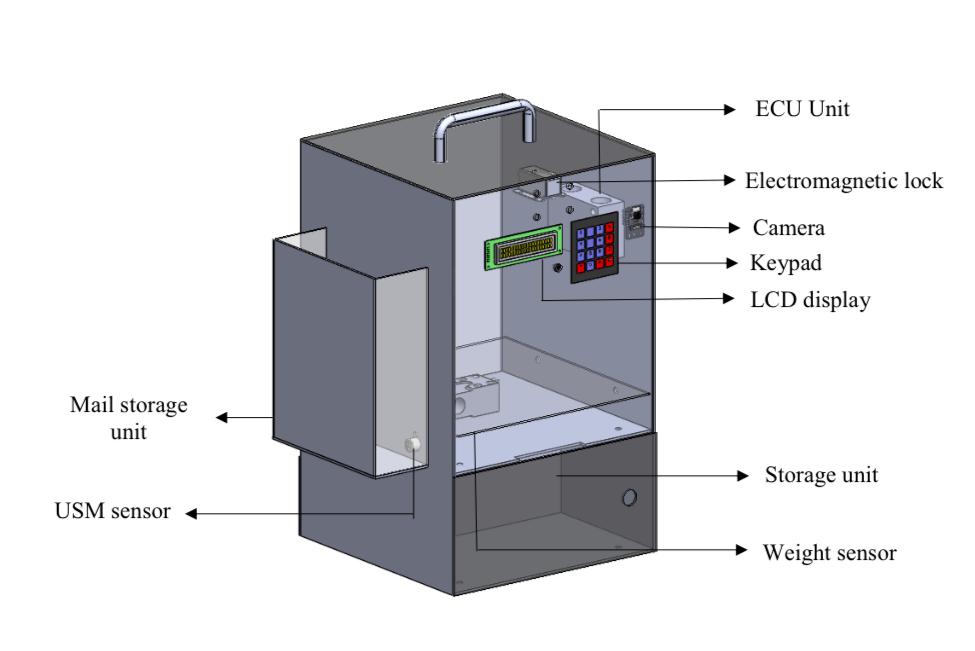 ECU Unit
Electromagnetic lock
Camera
Keypad
LCD display
Mail storage
unit
Storage unit
USM sensor
Weight sensor